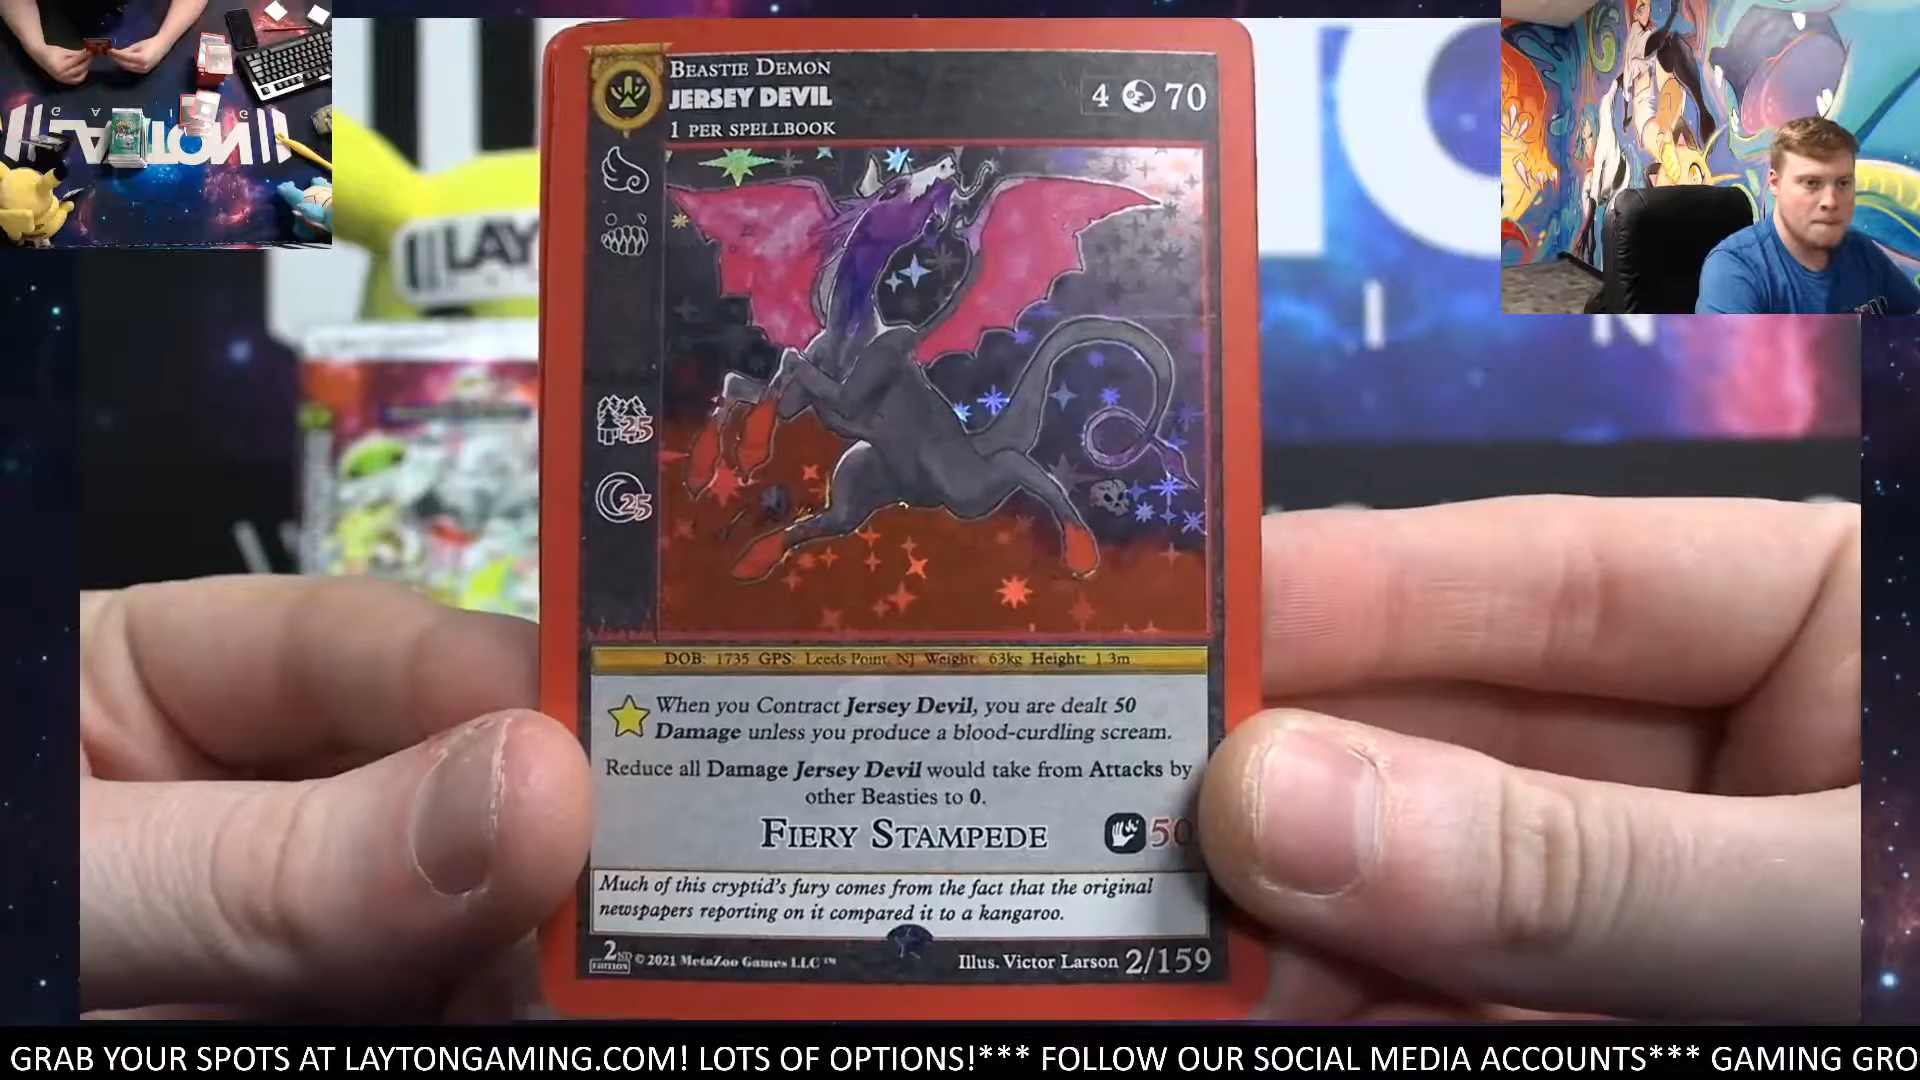 BEASTIE DEMON
JERSEY DEVIL
1 PER SPELLBOOK
4 70
25
25
DOB: 1735 GPS: Leeds Point, NJ Weight: 63kg Height: 1.3m
When you Contract Jersey Devil, you are dealt 50
Damage unless you produce a blood-curdling scream.
Reduce all Damage Jersey Devil would take from Attacks by
other Beasties to 0.
FIERY STAMPEDE 50
Much of this cryptid's fury comes from the fact that the original
newspapers reporting on it compared it to a kangaroo.
2ND EDITION © 2021 MetaZoo Games LLC ™ Illus. Victor Larson 2/159
LAY
I N
GRAB YOUR SPOTS AT LAYTONGAMING.COM! LOTS OF OPTIONS!*** FOLLOW OUR SOCIAL MEDIA ACCOUNTS*** GAMING GRO